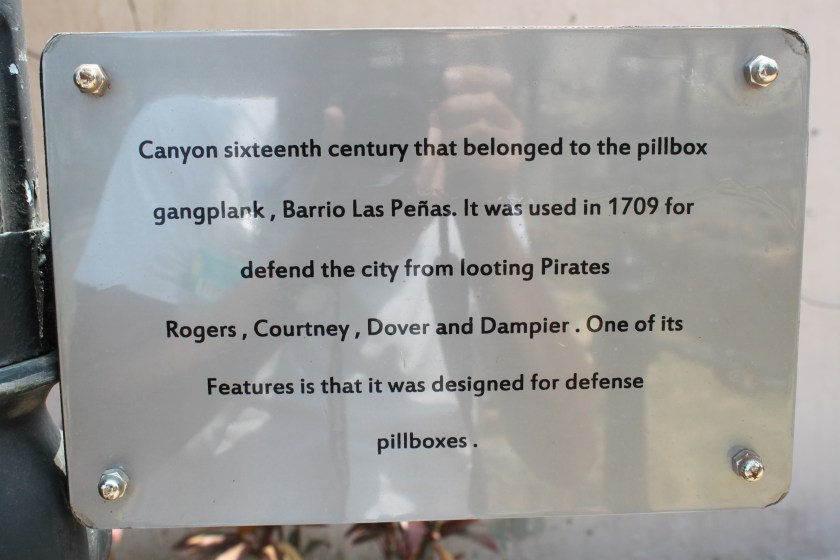 Canyon sixteenth century that belonged to the pillbox
gangplank , Barrio Las Peñas. It was used in 1709 for
defend the city from looting Pirates
Rogers , Courtney , Dover and Dampier . One of its
Features is that it was designed for defense
pillboxes .